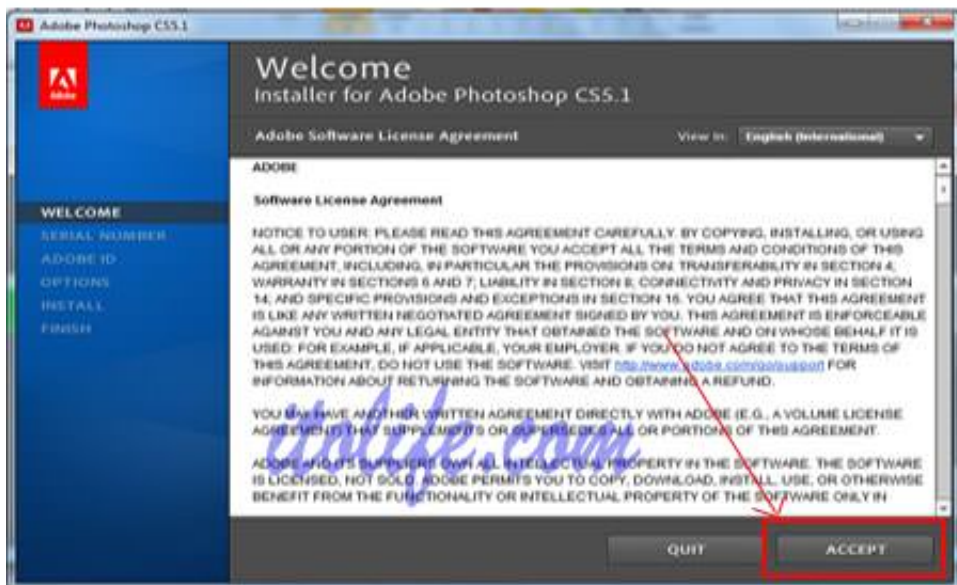 Adobe Photoshop CS5.1
Adobe
Welcome
Installer for Adobe Photoshop CS5.1
Adobe Software License Agreement
View in: English (International)
WELCOME
SERIAL NUMBER
ADOBE ID
OPTIONS
INSTALL
FINISH
ADOBE
Software License Agreement
NOTICE TO USER: PLEASE READ THIS AGREEMENT CAREFULLY. BY COPYING, INSTALLING, OR USING
ALL OR ANY PORTION OF THE SOFTWARE YOU ACCEPT ALL THE TERMS AND CONDITIONS OF THIS
AGREEMENT, INCLUDING, IN PARTICULAR THE PROVISIONS ON: TRANSFERABILITY IN SECTION 4,
WARRANTY IN SECTIONS 6 AND 7; LIABILITY IN SECTION 8; CONNECTIVITY AND PRIVACY IN SECTION
14, AND SPECIFIC PROVISIONS AND EXCEPTIONS IN SECTION 16. YOU AGREE THAT THIS AGREEMENT
IS LIKE ANY WRITTEN NEGOTIATED AGREEMENT SIGNED BY YOU. THIS AGREEMENT IS ENFORCEABLE
AGAINST YOU AND ANY LEGAL ENTITY THAT OBTAINED THE SOFTWARE AND ON WHOSE BEHALF IT IS
USED: FOR EXAMPLE, IF APPLICABLE, YOUR EMPLOYER. IF YOU DO NOT AGREE TO THE TERMS OF
THIS AGREEMENT, DO NOT USE THE SOFTWARE. VISIT http://www.adobe.com/go/support FOR
INFORMATION ABOUT RETURNING THE SOFTWARE AND OBTAINING A REFUND.
YOU MAY HAVE ANOTHER WRITTEN AGREEMENT DIRECTLY WITH ADOBE (E.G., A VOLUME LICENSE
AGREEMENT) THAT SUPPLEMENTS OR SUPERSEDES ALL OR PORTIONS OF THIS AGREEMENT.
ADOBE AND ITS SUPPLIERS OWN ALL INTELLECTUAL PROPERTY IN THE SOFTWARE. THE SOFTWARE
IS LICENSED, NOT SOLD. ADOBE PERMITS YOU TO COPY, DOWNLOAD, INSTALL, USE, OR OTHERWISE
BENEFIT FROM THE FUNCTIONALITY OR INTELLECTUAL PROPERTY OF THE SOFTWARE ONLY IN
QUIT
ACCEPT